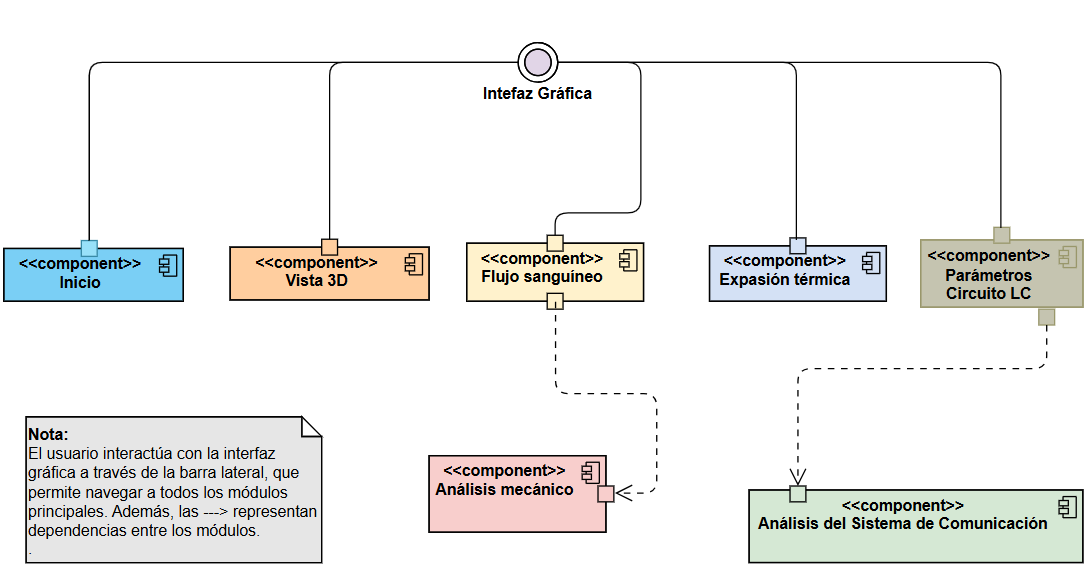 Intefaz Gráfica
<<component>>
Inicio
<<component>>
Vista 3D
<<component>>
Flujo sanguíneo
<<component>>
Expasión térmica
<<component>>
Parámetros
Circuito LC
Nota:
El usuario interactúa con la interfaz
gráfica a través de la barra lateral, que
permite navegar a todos los módulos
principales. Además, las ---> representan
dependencias entre los módulos.
.
<<component>>
Análisis mecánico
<<component>>
Análisis del Sistema de Comunicación